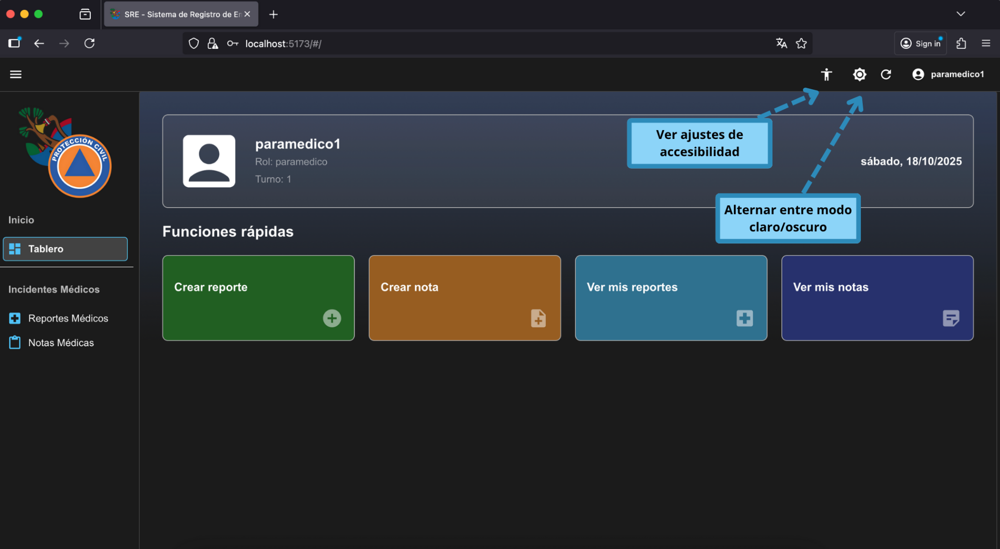 SRE - Sistema de Registro de En
localhost:5173/#/
Sign in
paramedico1
PROTECCIÓN CIVIL
Inicio
Tablero
Incidentes Médicos
Reportes Médicos
Notas Médicas
paramedico1
Rol: paramedico
Turno: 1
Ver ajustes de
accesibilidad
sábado, 18/10/2025
Alternar entre modo
claro/oscuro
Funciones rápidas
Crear reporte
Crear nota
Ver mis reportes
Ver mis notas